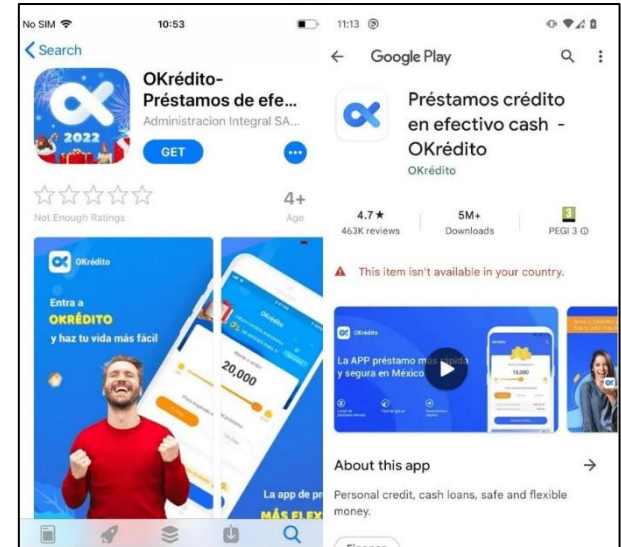 No SIM 10:53
Search
OKrédito-
Préstamos de efe...
Administracion Integral SA...
2022
GET
Not Enough Ratings
4+
Age
OKrédito
Entra a
OKRÉDITO
y haz tu vida más fácil
OKrédito
20,000
La app de pr
MÁS FLEX
11:13
Google Play
Préstamos crédito
en efectivo cash -
OKrédito
OKrédito
4.7★
463K reviews
5M+
Downloads
3
PEGI 3
This item isn't available in your country.
OKrédito
La APP préstamo más rápida
y segura en México
10,000
About this app
Personal credit, cash loans, safe and flexible
money.
Finance